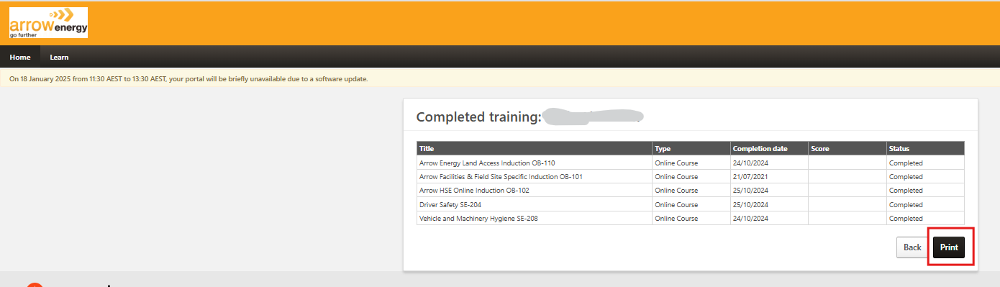 arrowenergy
go further
Home Learn
On 18 January 2025 from 11:30 AEST to 13:30 AEST, your portal will be briefly unavailable due to a software update.
Completed training:
Title Type Completion date Score Status
Arrow Energy Land Access Induction OB-110 Online Course 24/10/2024 Completed
Arrow Facilities & Field Site Specific Induction OB-101 Online Course 21/07/2021 Completed
Arrow HSE Online Induction OB-102 Online Course 25/10/2024 Completed
Driver Safety SE-204 Online Course 25/10/2024 Completed
Vehicle and Machinery Hygiene SE-208 Online Course 24/10/2024 Completed
Back Print